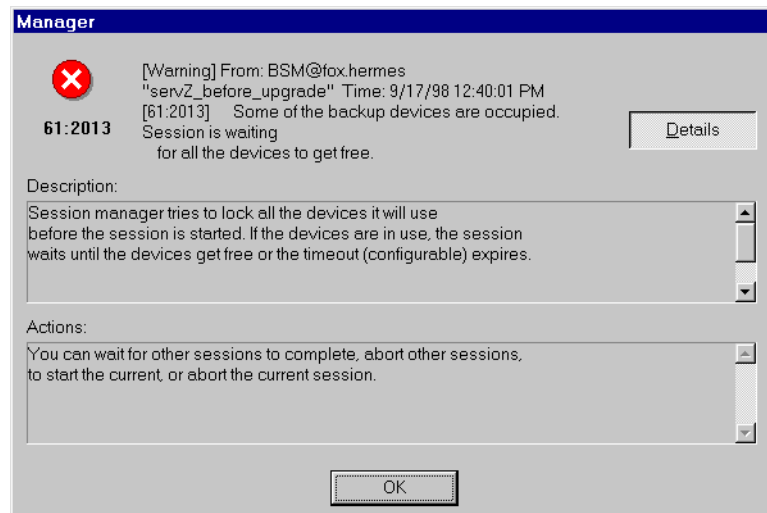 Manager
[Warning] From: BSM@fox.hermes
"servZ_before_upgrade" Time: 9/17/98 12:40:01 PM
[61:2013] Some of the backup devices are occupied.
61:2013
Session is waiting
for all the devices to get free.
Details
Description:
Session manager tries to lock all the devices it will use
before the session is started. If the devices are in use, the session
waits until the devices get free or the timeout (configurable) expires.
Actions:
You can wait for other sessions to complete, abort other sessions,
to start the current, or abort the current session.
OK